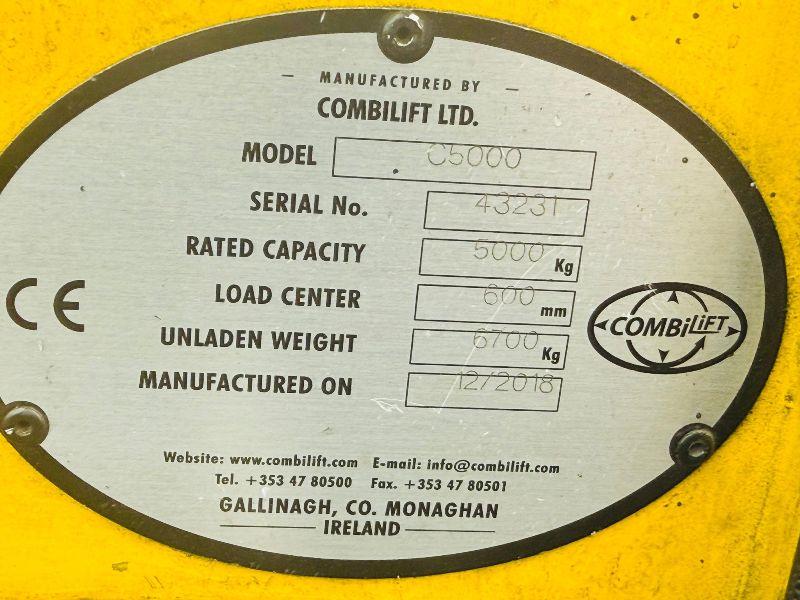 MANUFACTURED BY
COMBILIFT LTD.
MODEL C5000
SERIAL No. 43231
RATED CAPACITY 5000 Kg
LOAD CENTER 600 mm
UNLADEN WEIGHT 6700 Kg
MANUFACTURED ON 12/2018
CE
COMBiLiFT
Website: www.combilift.com E-mail: info@combilift.com
Tel. +353 47 80500 Fax. +353 47 80501
GALLINAGH, CO. MONAGHAN
IRELAND